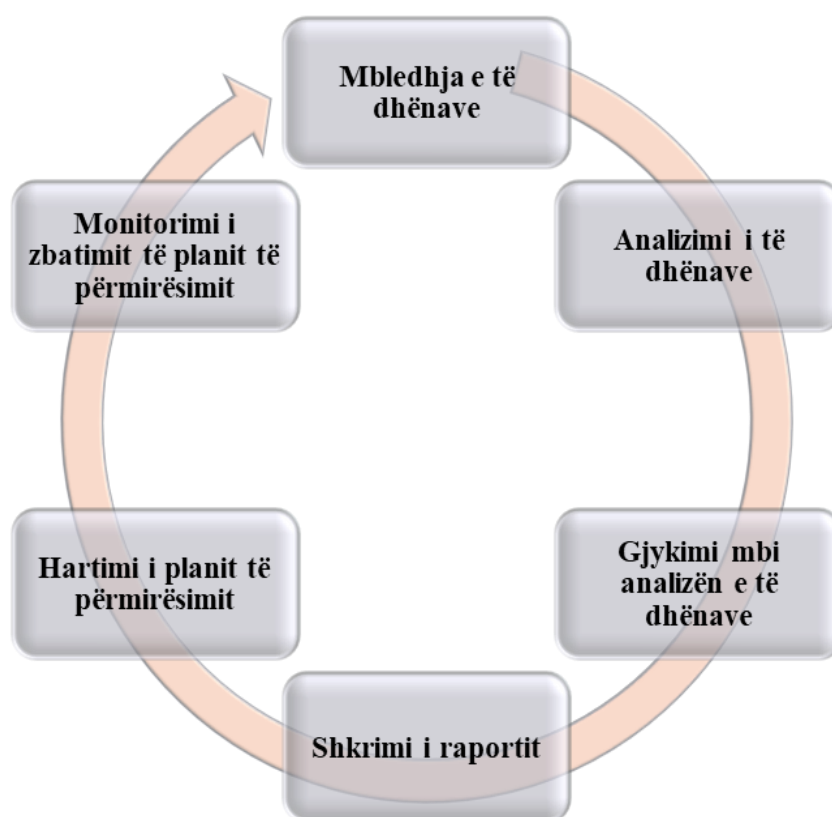 Mbledhja e të
dhënave
Analizimi i të
dhënave
Gjykimi mbi
analizën e të
dhënave
Shkrimi i raportit
Hartimi i planit të
përmirësimit
Monitorimi i
zbatimit të planit të
përmirësimit